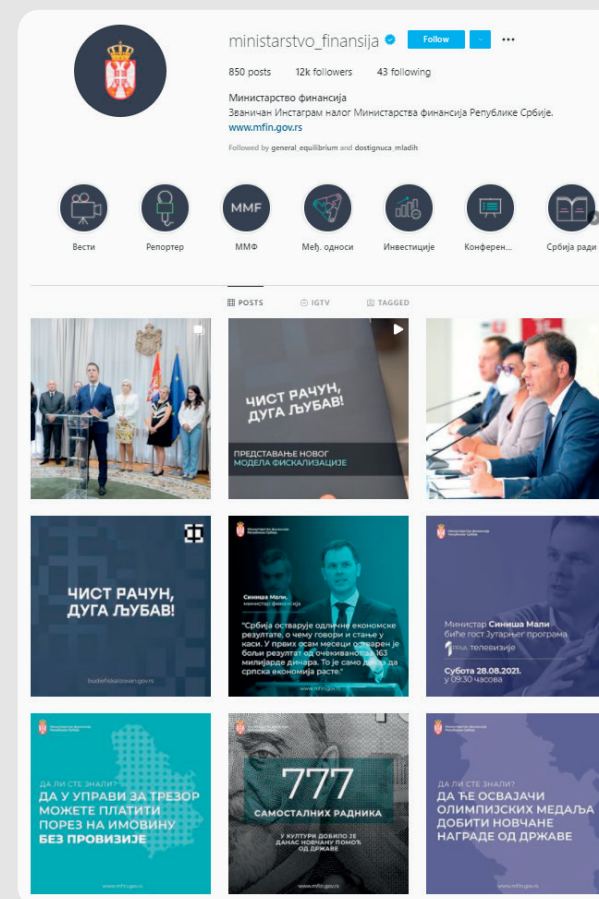 ministarstvo_finansija Follow
850 posts 12k followers 43 following
Министарство финансија
Званичан Инстаграм налог Министарства финансија Републике Србије.
www.mfin.gov.rs
Followed by general_equilibrium and dostignuca_mladih
MMF
Вести Репортер ММФ Међ. односи Инвестиције Конферен... Србија ради
POSTS IGTV TAGGED
ЧИСТ РАЧУН,
ДУГА ЉУБАВ!
ПРЕДСТАВЉАЊЕ НОВОГ
МОДЕЛА ФИСКАЛИЗАЦИЈЕ
ЧИСТ РАЧУН,
ДУГА ЉУБАВ!
Синиша Мали,
министар финансија
"Србија остварује одличне економске
резултате, о чему говори и стање у
каси. У првих осам месеци остварен је
бољи резултат од очекиваног за 163
милијарде динара. То је само доказ да
српска економија расте."
www.mfin.gov.rs
Министар Синиша Мали
биће гост Јутарњег програма
телевизије
Субота 28.08.2021.
у 09:30 часова
ДА ЛИ СТЕ ЗНАЛИ?
ДА У УПРАВИ ЗА ТРЕЗОР
МОЖЕТЕ ПЛАТИТИ
ПОРЕЗ НА ИМОВИНУ
БЕЗ ПРОВИЗИЈЕ
www.mfin.gov.rs
777
САМОСТАЛНИХ РАДНИКА
У КУЛТУРИ ДОБИЛО ЈЕ
ДАНАС НОВЧАНУ ПОМОЋ
ОД ДРЖАВЕ
www.mfin.gov.rs
ДА ЛИ СТЕ ЗНАЛИ?
ДА ЋЕ ОСВАЈАЧИ
ОЛИМПИЈСКИХ МЕДАЉА
ДОБИТИ НОВЧАНЕ
НАГРАДЕ ОД ДРЖАВЕ
www.mfin.gov.rs